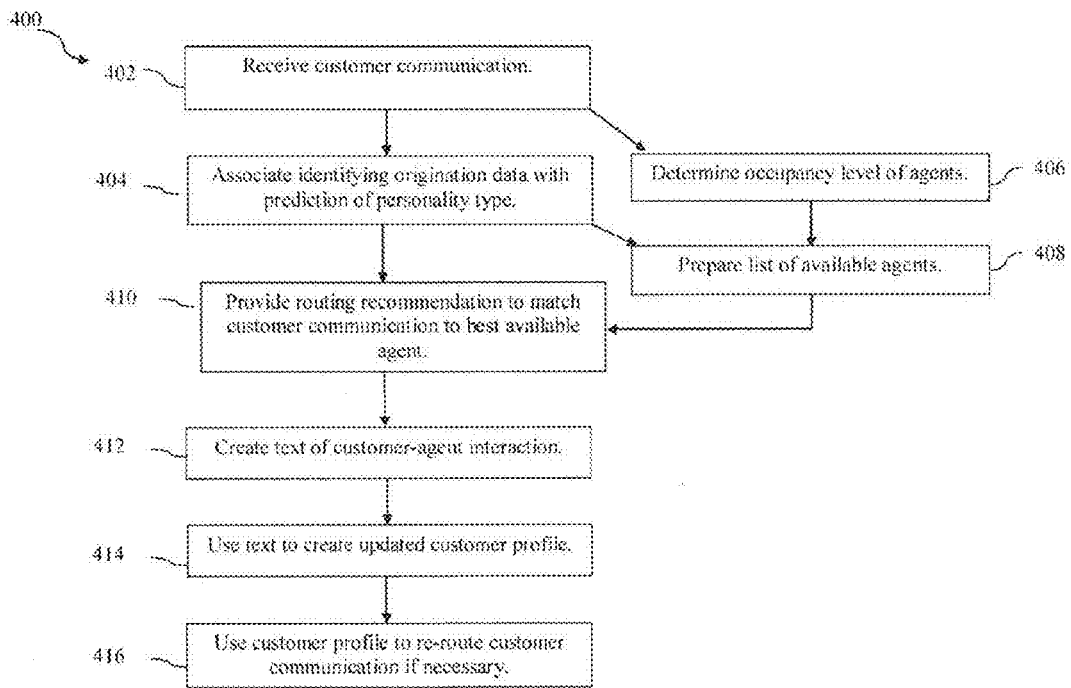 400
402
Receive customer communication.
404
Associate identifying origination data with
prediction of personality type.
Determine occupancy level of agents.
406
Prepare list of available agents.
408
410
Provide routing recommendation to match
customer communication to best available
agent.
412
Create text of customer-agent interaction.
414
Use text to create updated customer profile.
416
Use customer profile to re-route customer
communication if necessary.